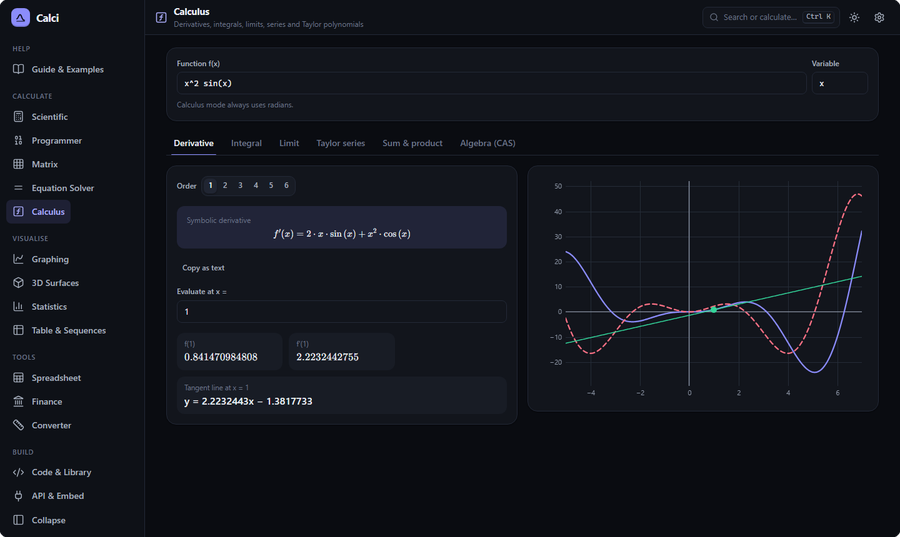 Calci
HELP
Guide & Examples
CALCULATE
Scientific
Programmer
Matrix
Equation Solver
Calculus
VISUALISE
Graphing
3D Surfaces
Statistics
Table & Sequences
TOOLS
Spreadsheet
Finance
Converter
BUILD
Code & Library
API & Embed
Collapse
Calculus
Derivatives, integrals, limits, series and Taylor polynomials
Search or calculate... Ctrl K
Function f(x)
x^2 sin(x)
Variable
x
Calculus mode always uses radians.
Derivative Integral Limit Taylor series Sum & product Algebra (CAS)
Order 1 2 3 4 5 6
Symbolic derivative
f′(x) = 2 · x · sin (x) + x² · cos (x)
Copy as text
Evaluate at x =
1
f(1)
0.841470984808
f′(1)
2.2232442755
Tangent line at x = 1
y = 2.2232443x − 1.3817733
50
40
30
20
10
0
−10
−20
−4 −2 0 2 4 6